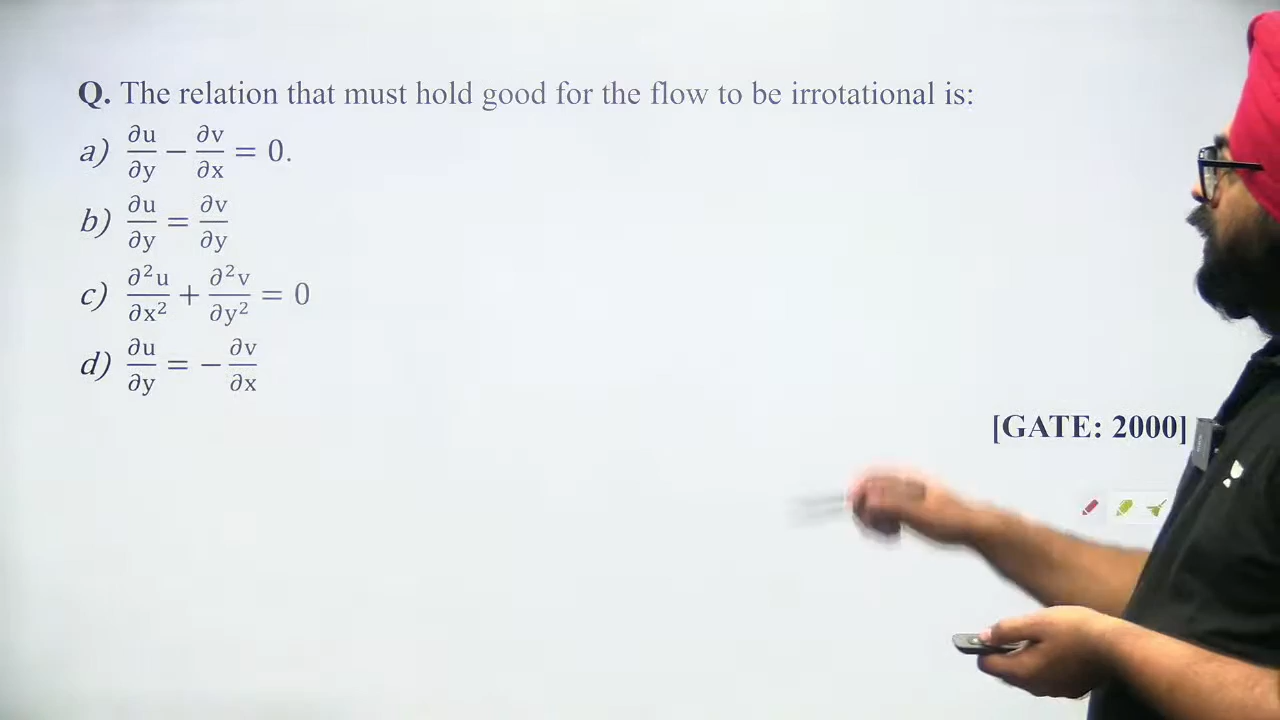 Q. The relation that must hold good for the flow to be irrotational is:
a) ∂u/∂y − ∂v/∂x = 0.
b) ∂u/∂y = ∂v/∂y
c) ∂²u/∂x² + ∂²v/∂y² = 0
d) ∂u/∂y = − ∂v/∂x
[GATE: 2000]